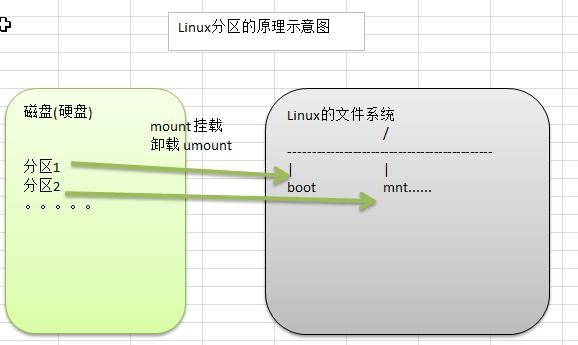 Linux分区的原理示意图
磁盘(硬盘)
mount 挂载
卸载 umount
分区1
分区2
。。。。。
Linux的文件系统
/
-----------------------------------------------
|        |
boot        mnt......